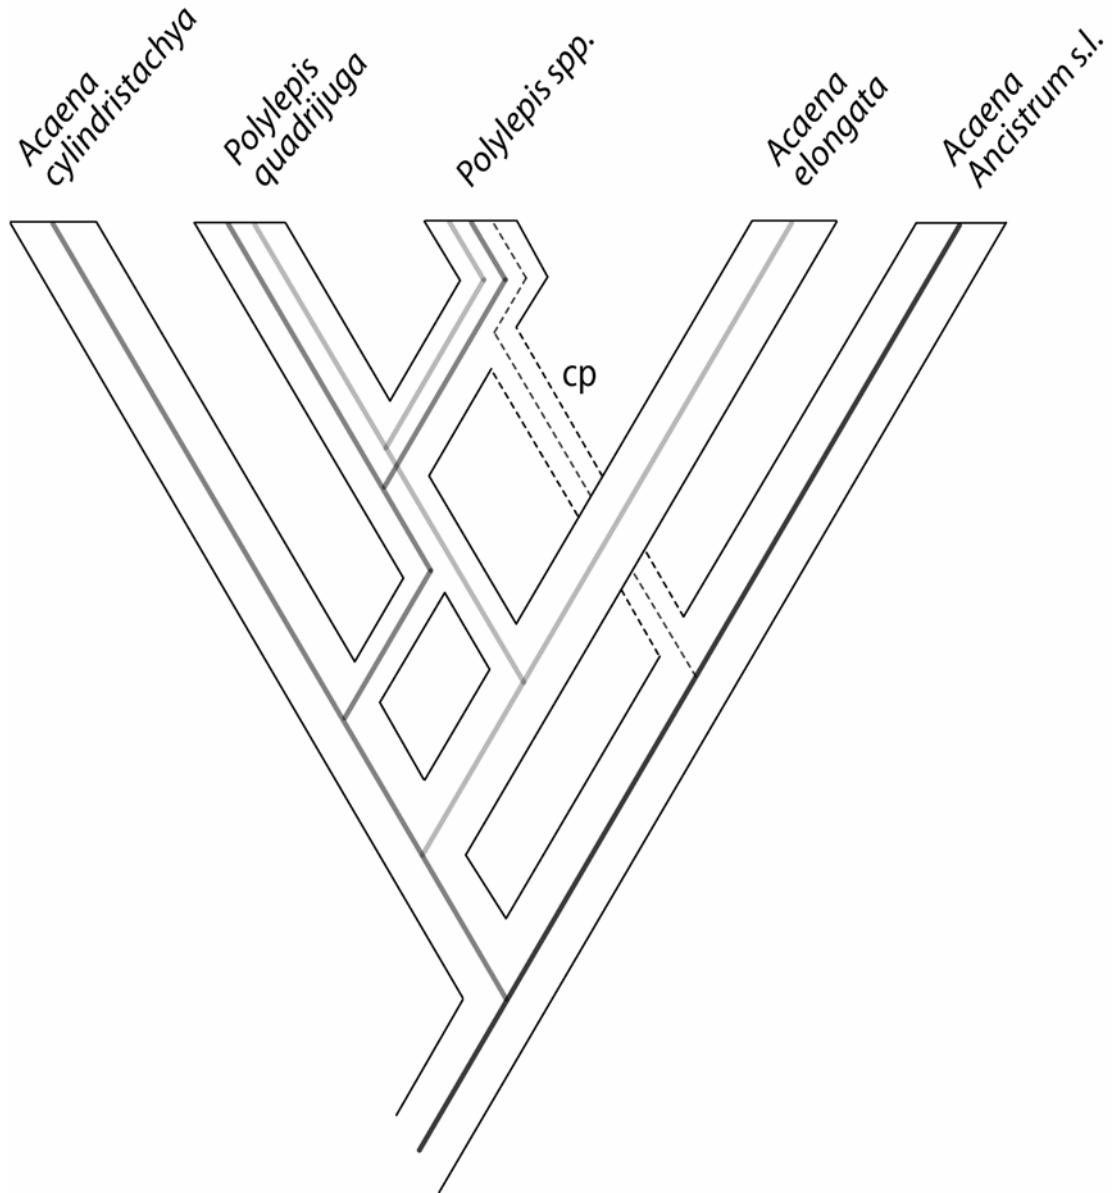 Acaena
cylindristachya
Polylepis
quadrijuga
Polylepis spp.
Acaena
elongata
Acaena
Ancistrum s.l.
cp